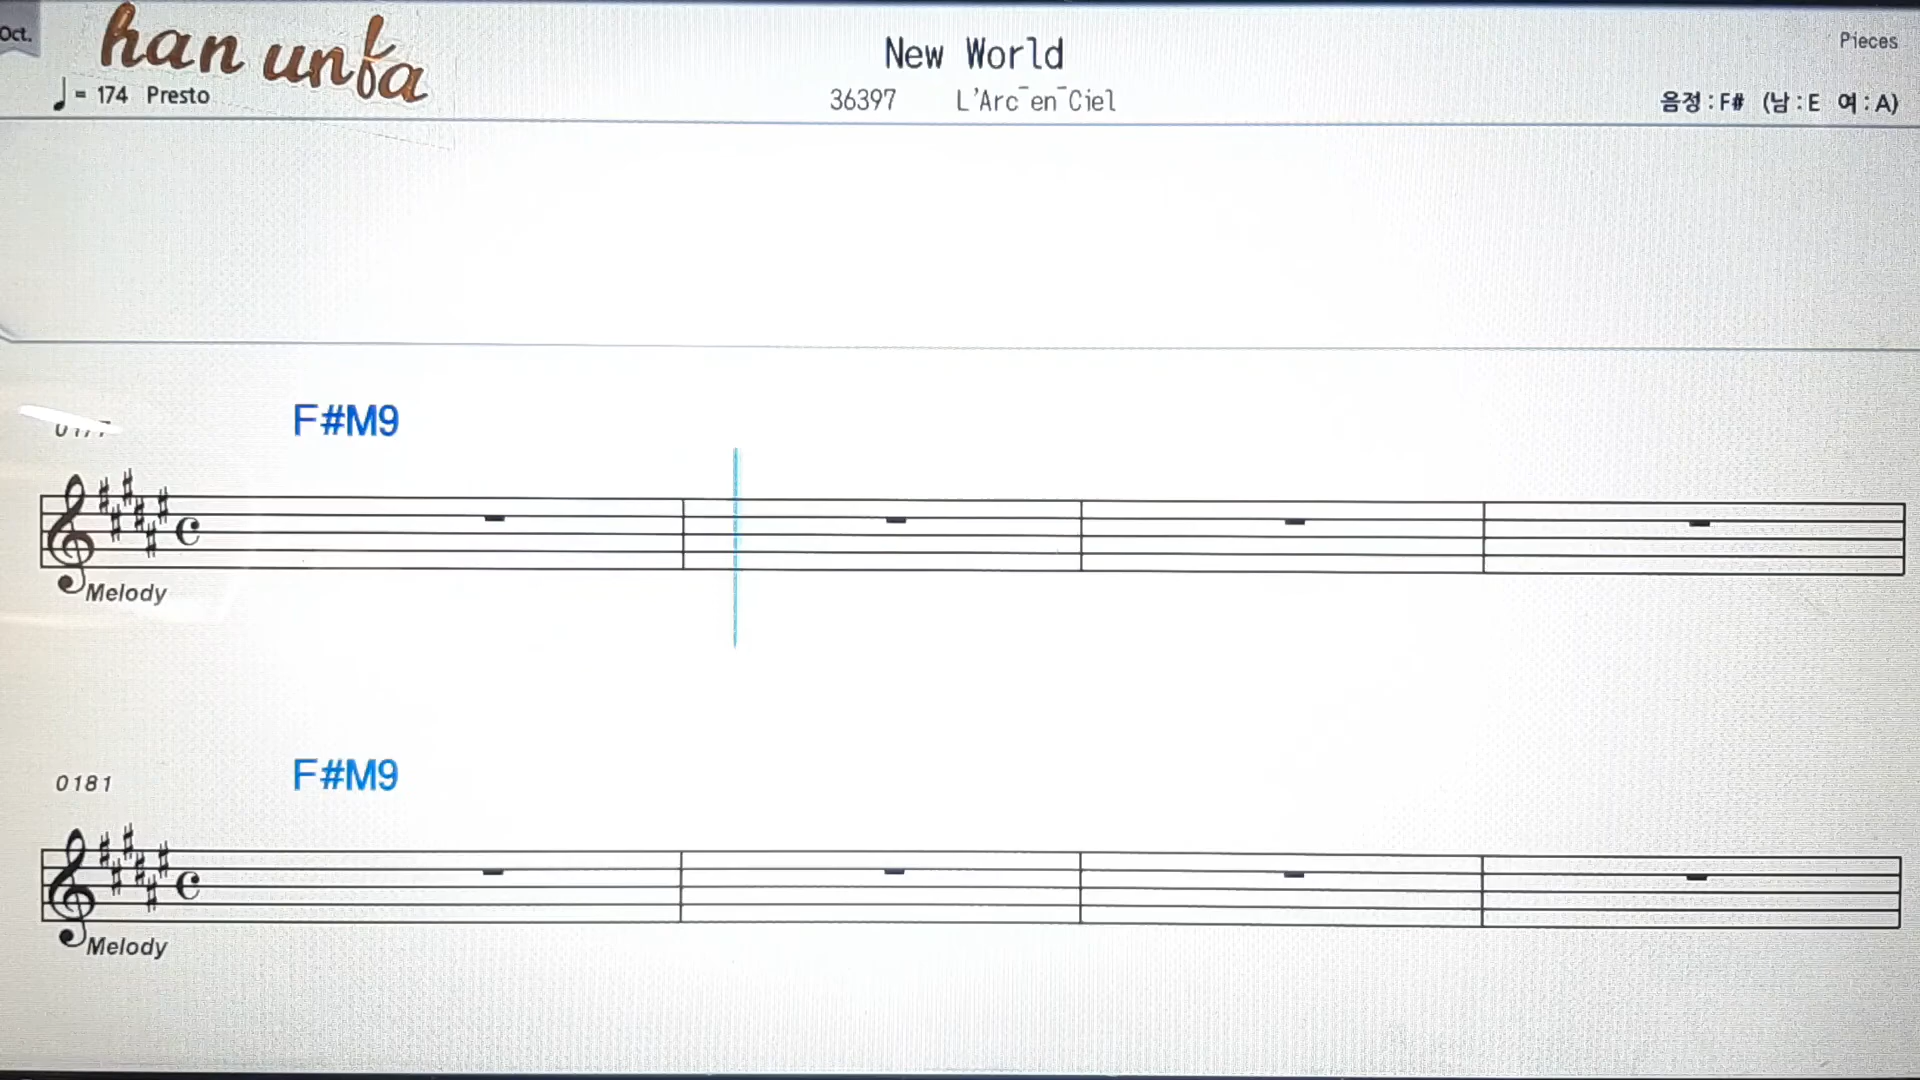 Oct.
han unfa
New World
Pieces
= 174 Presto
36397 L'Arc~en~Ciel
음정 : F# (남 : E 여 : A)
F#M9
Melody
0181
F#M9
Melody